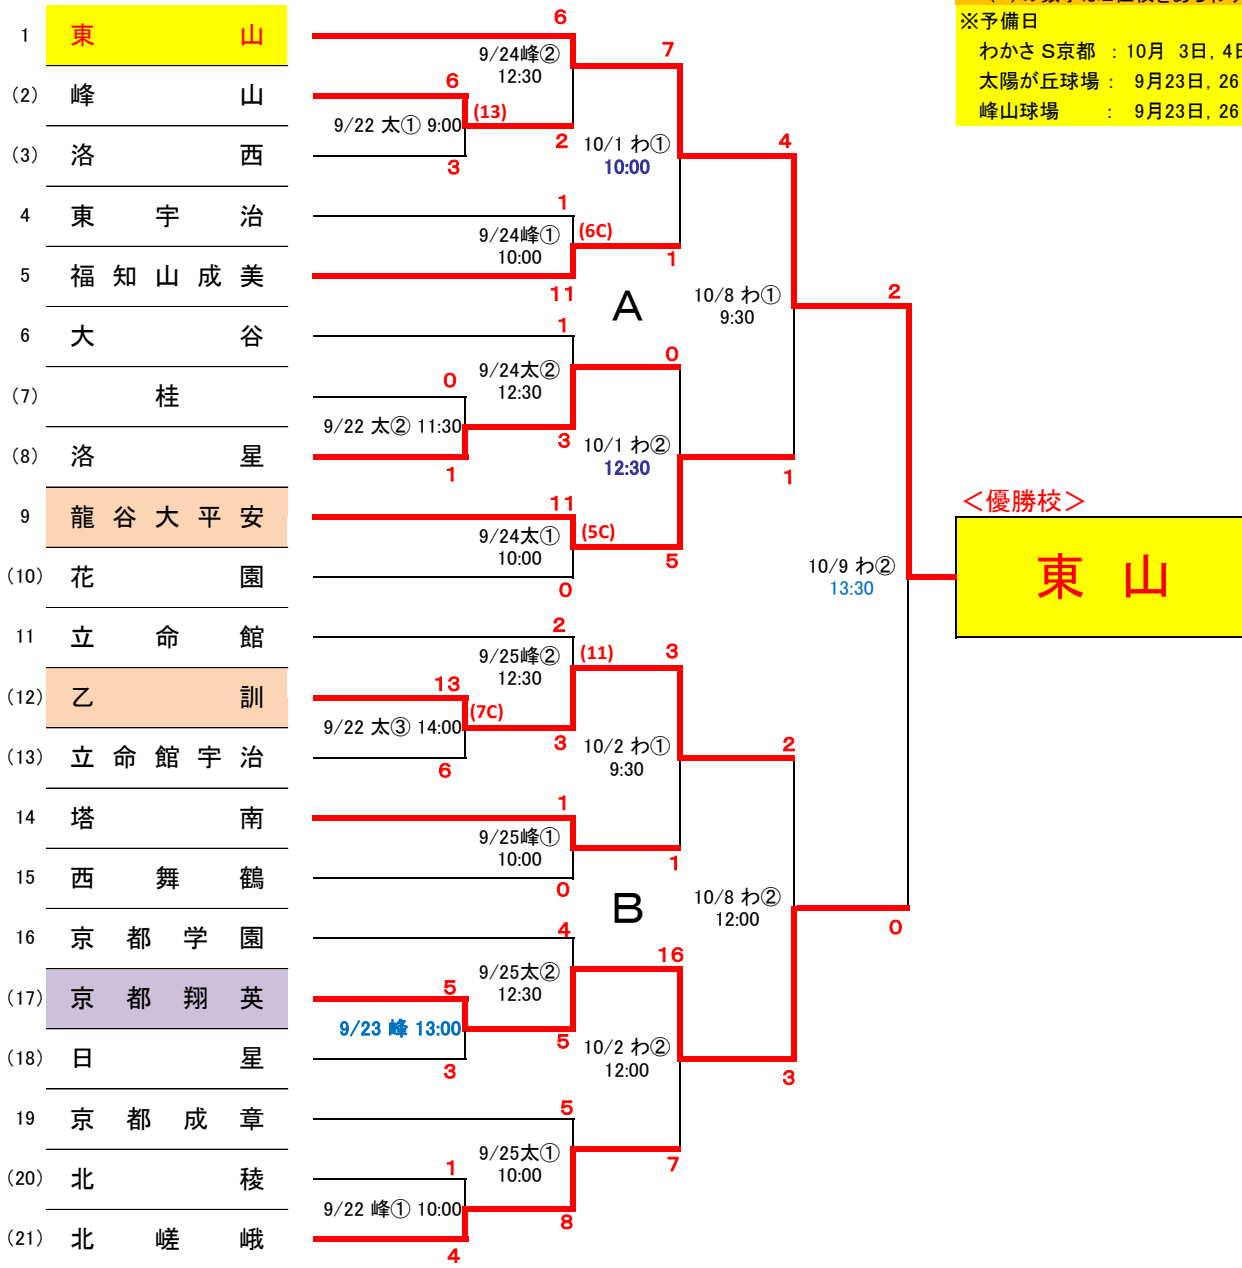 ※予備日
わかさS京都 : 10月 3日, 4日
太陽が丘球場 : 9月23日, 26
峰山球場 : 9月23日, 26
1 東山
(2) 峰山
(3) 洛西
4 東宇治
5 福知山成美
6 大谷
(7) 桂
(8) 洛星
9 龍谷大平安
(10) 花園
11 立命館
(12) 乙訓
(13) 立命館宇治
14 塔南
15 西舞鶴
16 京都学園
(17) 京都翔英
(18) 日星
19 京都成章
(20) 北稜
(21) 北嵯峨
6
9/24峰②
12:30
2
6
(13)
9/22 太① 9:00
3
1
9/24峰①
10:00
(6C)
11
7
10/1 わ①
10:00
1
A
1
9/24太②
12:30
3
0
9/22 太② 11:30
1
11
9/24太①
10:00
(5C)
0
0
10/1 わ②
12:30
5
4
10/8 わ①
9:30
1
2
9/25峰②
12:30
(11)
3
13
(7C)
9/22 太③ 14:00
6
1
9/25峰①
10:00
0
3
10/2 わ①
9:30
1
B
4
9/25太②
12:30
5
5
9/23 峰 13:00
3
5
9/25太①
10:00
8
1
9/22 峰① 10:00
4
16
10/2 わ②
12:00
7
2
10/8 わ②
12:00
3
2
10/9 わ②
13:30
0
＜優勝校＞
東山